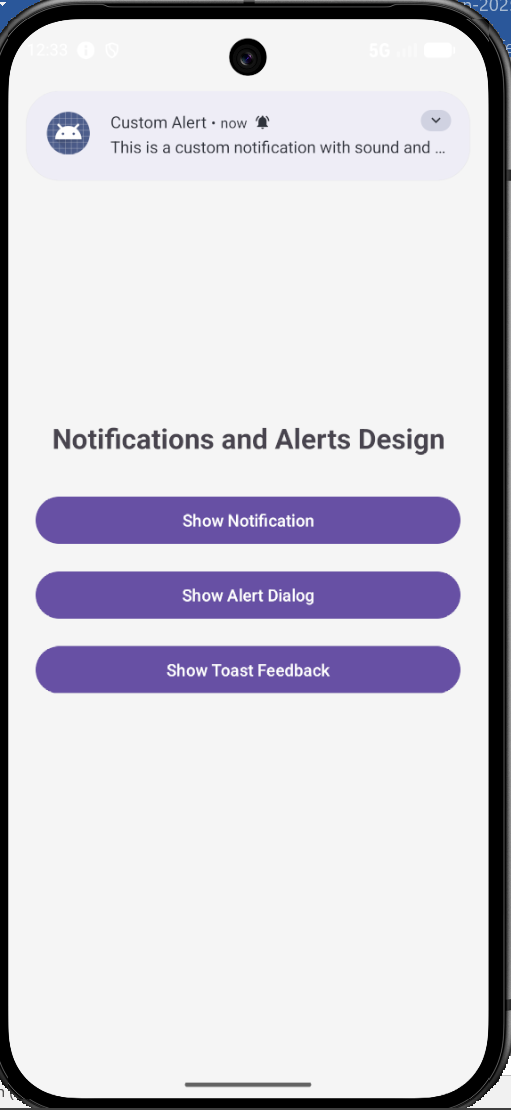 p-202
12:33
5G
Custom Alert • now
This is a custom notification with sound and ...
Notifications and Alerts Design
Show Notification
Show Alert Dialog
Show Toast Feedback